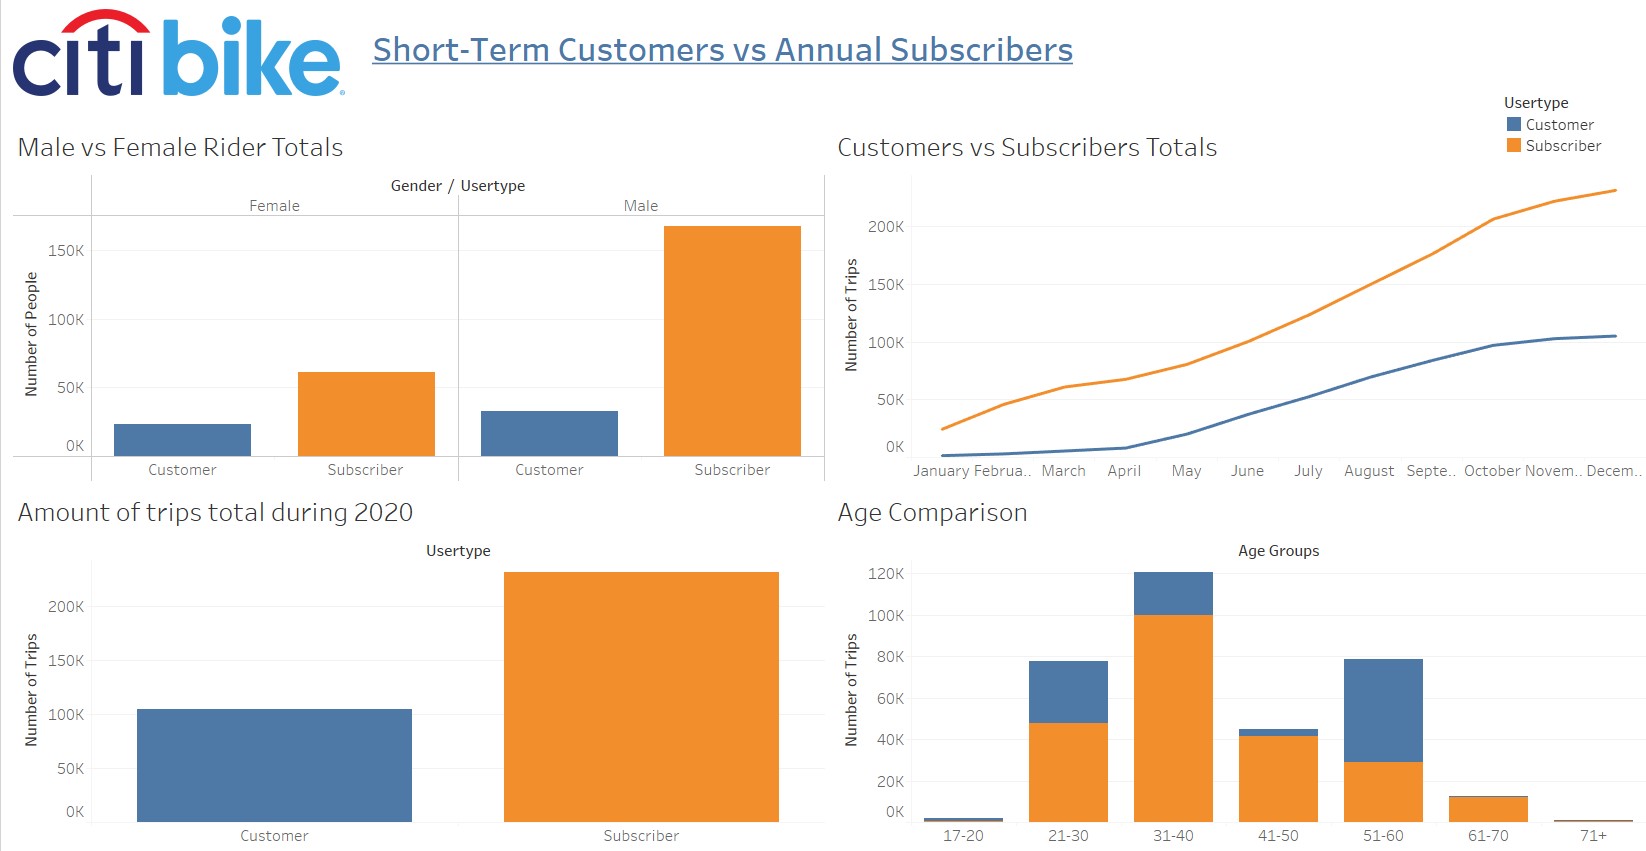 citi bike
Short-Term Customers vs Annual Subscribers
Usertype
Customer
Subscriber
Male vs Female Rider Totals
Gender / Usertype
Female Male
Number of People
150K
100K
50K
0K
Customer Subscriber Customer Subscriber
Customers vs Subscribers Totals
Number of Trips
200K
150K
100K
50K
0K
January Februa.. March April May June July August Septe.. October Novem.. Decem..
Amount of trips total during 2020
Usertype
Number of Trips
200K
150K
100K
50K
0K
Customer Subscriber
Age Comparison
Age Groups
Number of Trips
120K
100K
80K
60K
40K
20K
0K
17-20 21-30 31-40 41-50 51-60 61-70 71+